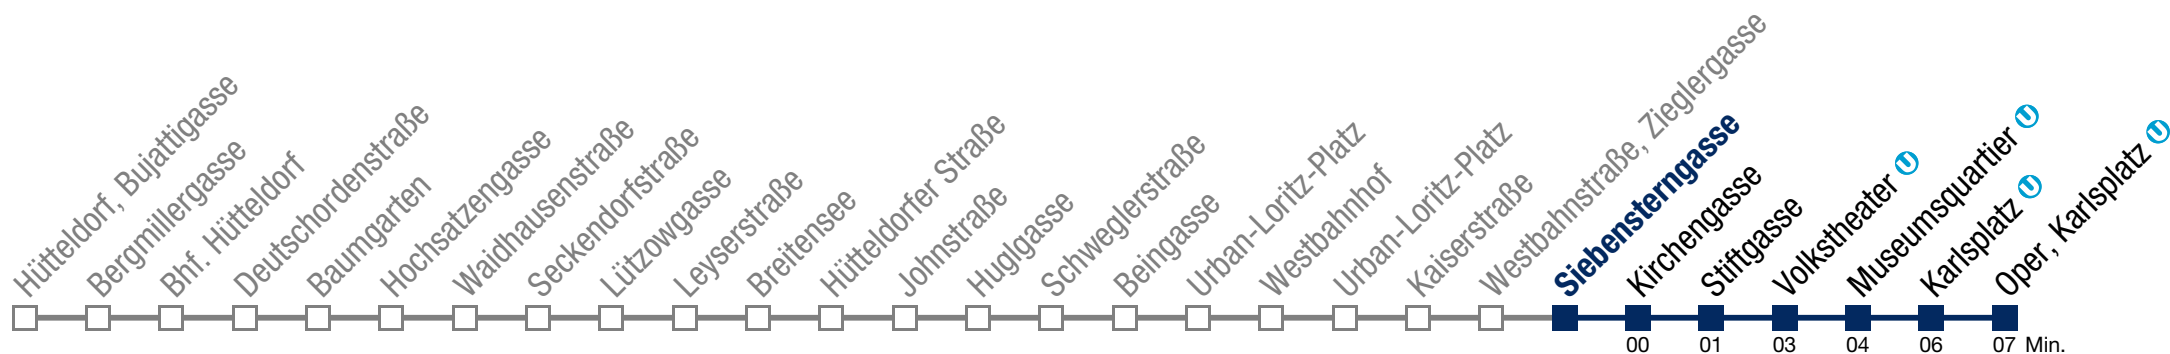 Hütteldorf, Bujattigasse
Bergmillergasse
Bhf. Hütteldorf
Deutschordenstraße
Baumgarten
Hochsatzengasse
Waidhausenstraße
Seckendorfstraße
Lützowgasse
Leyserstraße
Breitensee
Hütteldorfer Straße
Johnstraße
Huglgasse
Schweglerstraße
Beingasse
Urban-Loritz-Platz
Westbahnhof
Urban-Loritz-Platz
Kaiserstraße
Westbahnstraße, Zieglergasse
Siebensterngasse
Kirchengasse
Stiftgasse
Volkstheater U
Museumsquartier U
Karlsplatz U
Oper, Karlsplatz U
00 01 03 04 06 07 Min.